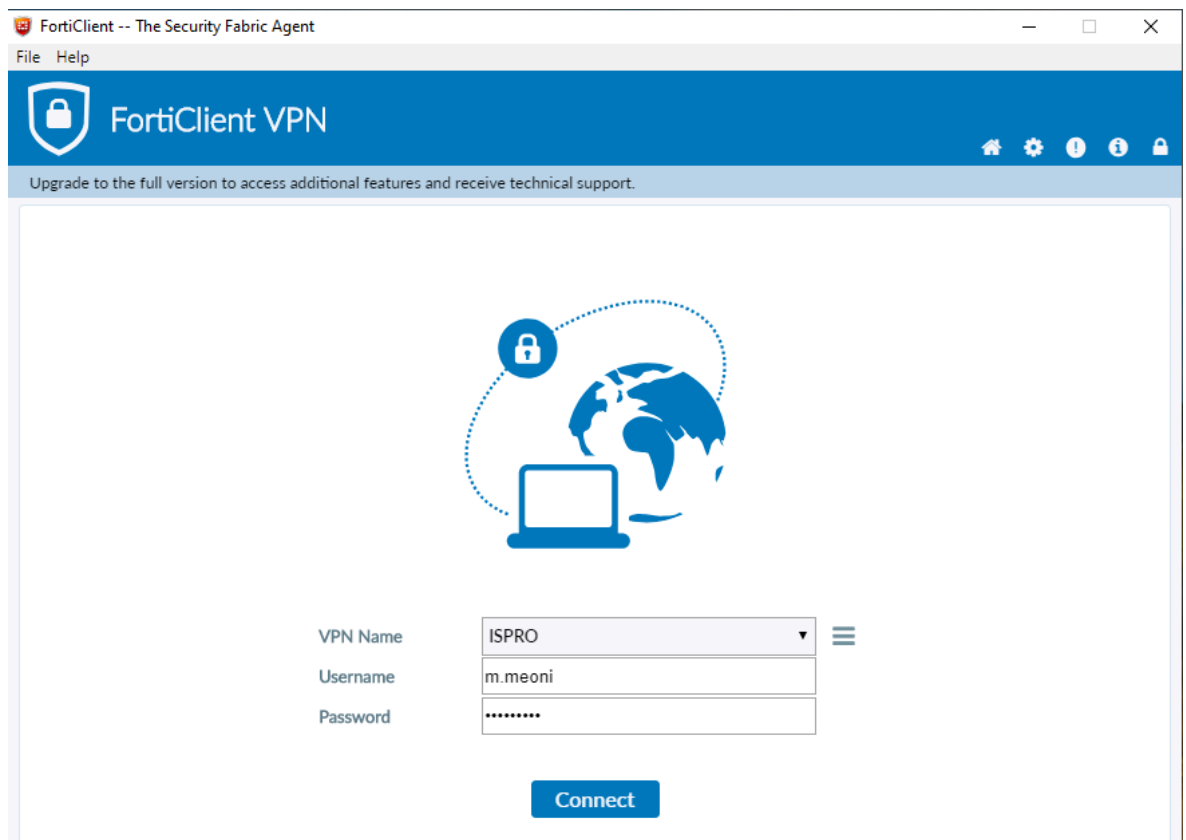 FortiClient -- The Security Fabric Agent
File Help
FortiClient VPN
Upgrade to the full version to access additional features and receive technical support.
VPN Name ISPRO
Username m.meoni
Password •••••••••
Connect